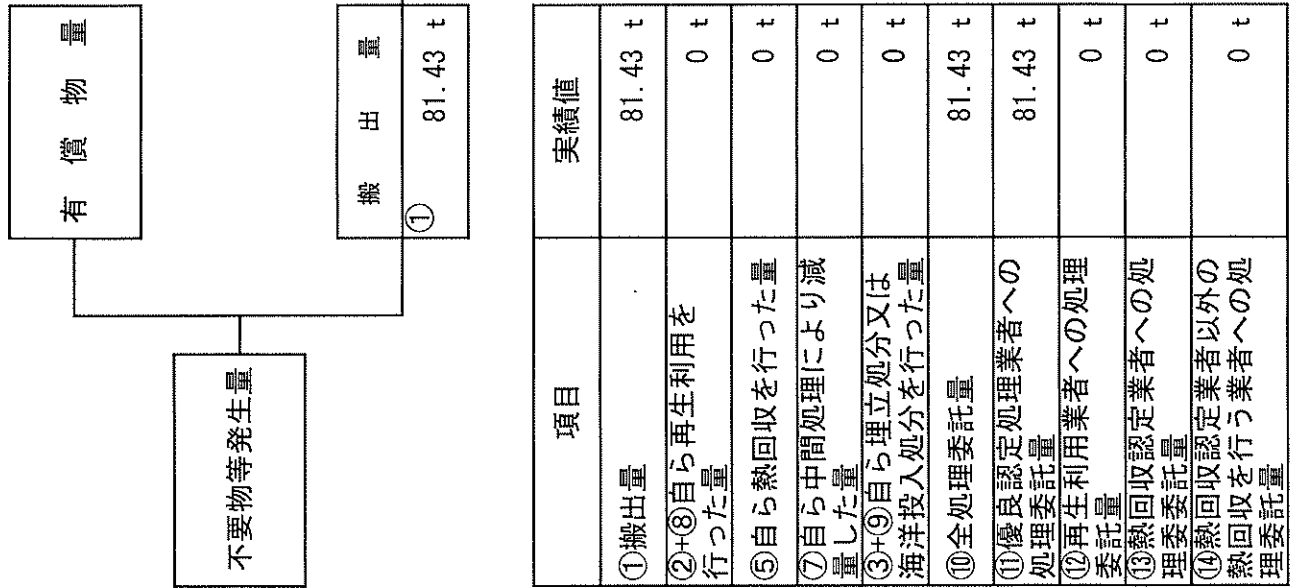 有償物量
不要物等発生量
搬出量
① 81.43 t
項目 実績値
①搬出量 81.43 t
②+⑧自ら再生利用を
行った量 0 t
⑤自ら熱回収を行った量 0 t
⑦自ら中間処理により減
量した量 0 t
③+⑨自ら埋立処分又は
海洋投入処分を行った量 0 t
⑩全処理委託量 81.43 t
⑪優良認定処理業者への
処理委託量 81.43 t
⑫再生利用業者への処理
委託量 0 t
⑬熱回収認定業者への処
理委委託量 0 t
⑭熱回収認定業者以外の
熱回収を行う業者への処
理委託量 0 t